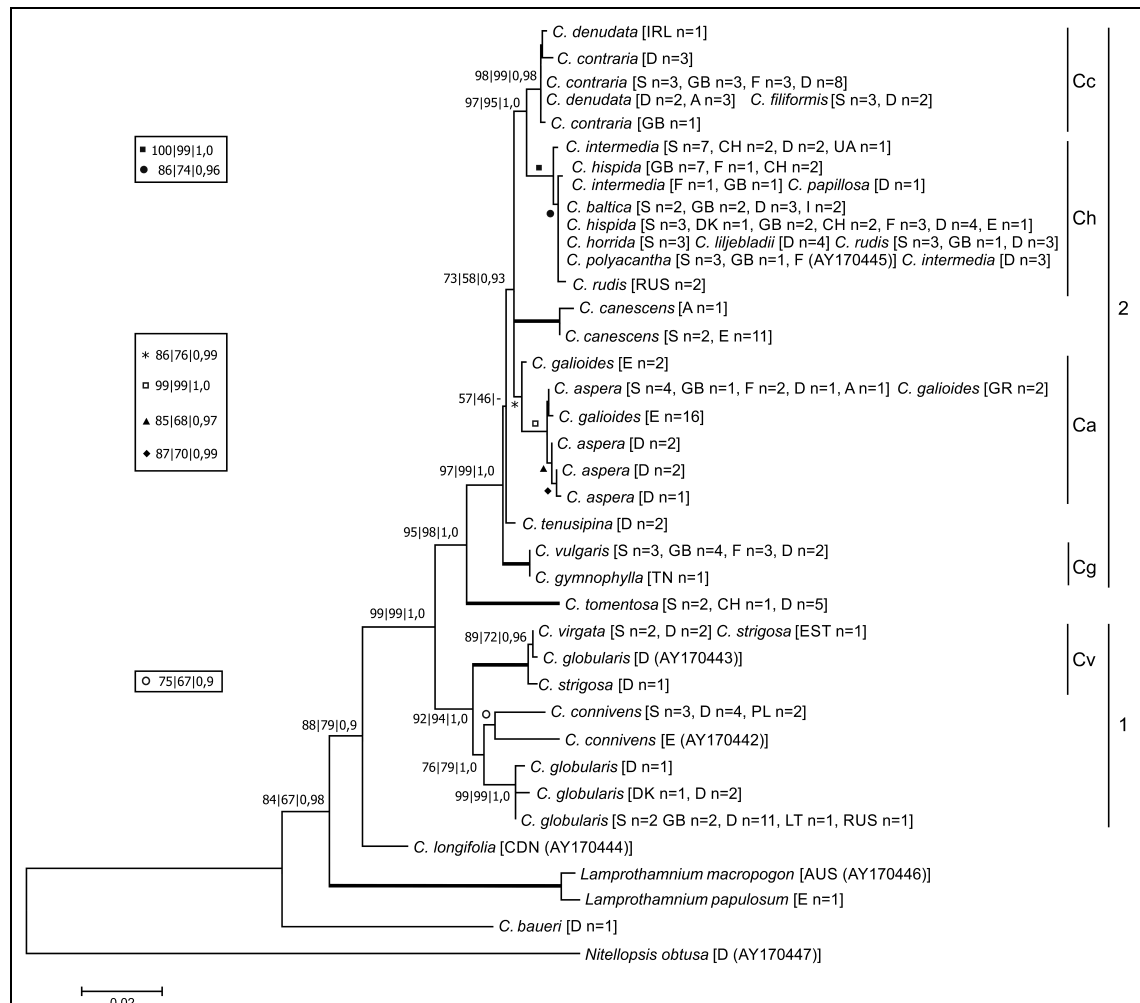 C. denudata [IRL n=1]
C. contraria [D n=3]
98|99|0,98
C. contraria [S n=3, GB n=3, F n=3, D n=8]
Cc
97|95|1,0
C. denudata [D n=2, A n=3] C. filiformis [S n=3, D n=2]
C. contraria [GB n=1]
■ 100|99|1,0
● 86|74|0,96
C. intermedia [S n=7, CH n=2, D n=2, UA n=1]
C. hispida [GB n=7, F n=1, CH n=2]
C. intermedia [F n=1, GB n=1] C. papillosa [D n=1]
C. baltica [S n=2, GB n=2, D n=3, I n=2]
Ch
C. hispida [S n=3, DK n=1, GB n=2, CH n=2, F n=3, D n=4, E n=1]
C. horrida [S n=3] C. liljebladii [D n=4] C. rudis [S n=3, GB n=1, D n=3]
C. polyacantha [S n=3, GB n=1, F (AY170445)] C. intermedia [D n=3]
73|58|0,93
C. rudis [RUS n=2]
C. canescens [A n=1]
2
C. canescens [S n=2, E n=11]
* 86|76|0,99
□ 99|99|1,0
▲ 85|68|0,97
◆ 87|70|0,99
C. galioides [E n=2]
C. aspera [S n=4, GB n=1, F n=2, D n=1, A n=1] C. galioides [GR n=2]
57|46|-
*
C. galioides [E n=16]
Ca
C. aspera [D n=2]
97|99|1,0
C. aspera [D n=2]
C. aspera [D n=1]
C. tenusipina [D n=2]
95|98|1,0
C. vulgaris [S n=3, GB n=4, F n=3, D n=2]
Cg
C. gymnophylla [TN n=1]
C. tomentosa [S n=2, CH n=1, D n=5]
99|99|1,0
89|72|0,96
C. virgata [S n=2, D n=2] C. strigosa [EST n=1]
C. globularis [D (AY170443)]
Cv
○ 75|67|0,9
C. strigosa [D n=1]
92|94|1,0
C. connivens [S n=3, D n=4, PL n=2]
1
88|79|0,9
C. connivens [E (AY170442)]
76|79|1,0
C. globularis [D n=1]
99|99|1,0
C. globularis [DK n=1, D n=2]
84|67|0,98
C. globularis [S n=2 GB n=2, D n=11, LT n=1, RUS n=1]
C. longifolia [CDN (AY170444)]
Lamprothamnium macropogon [AUS (AY170446)]
Lamprothamnium papulosum [E n=1]
C. baueri [D n=1]
Nitellopsis obtusa [D (AY170447)]
0.02